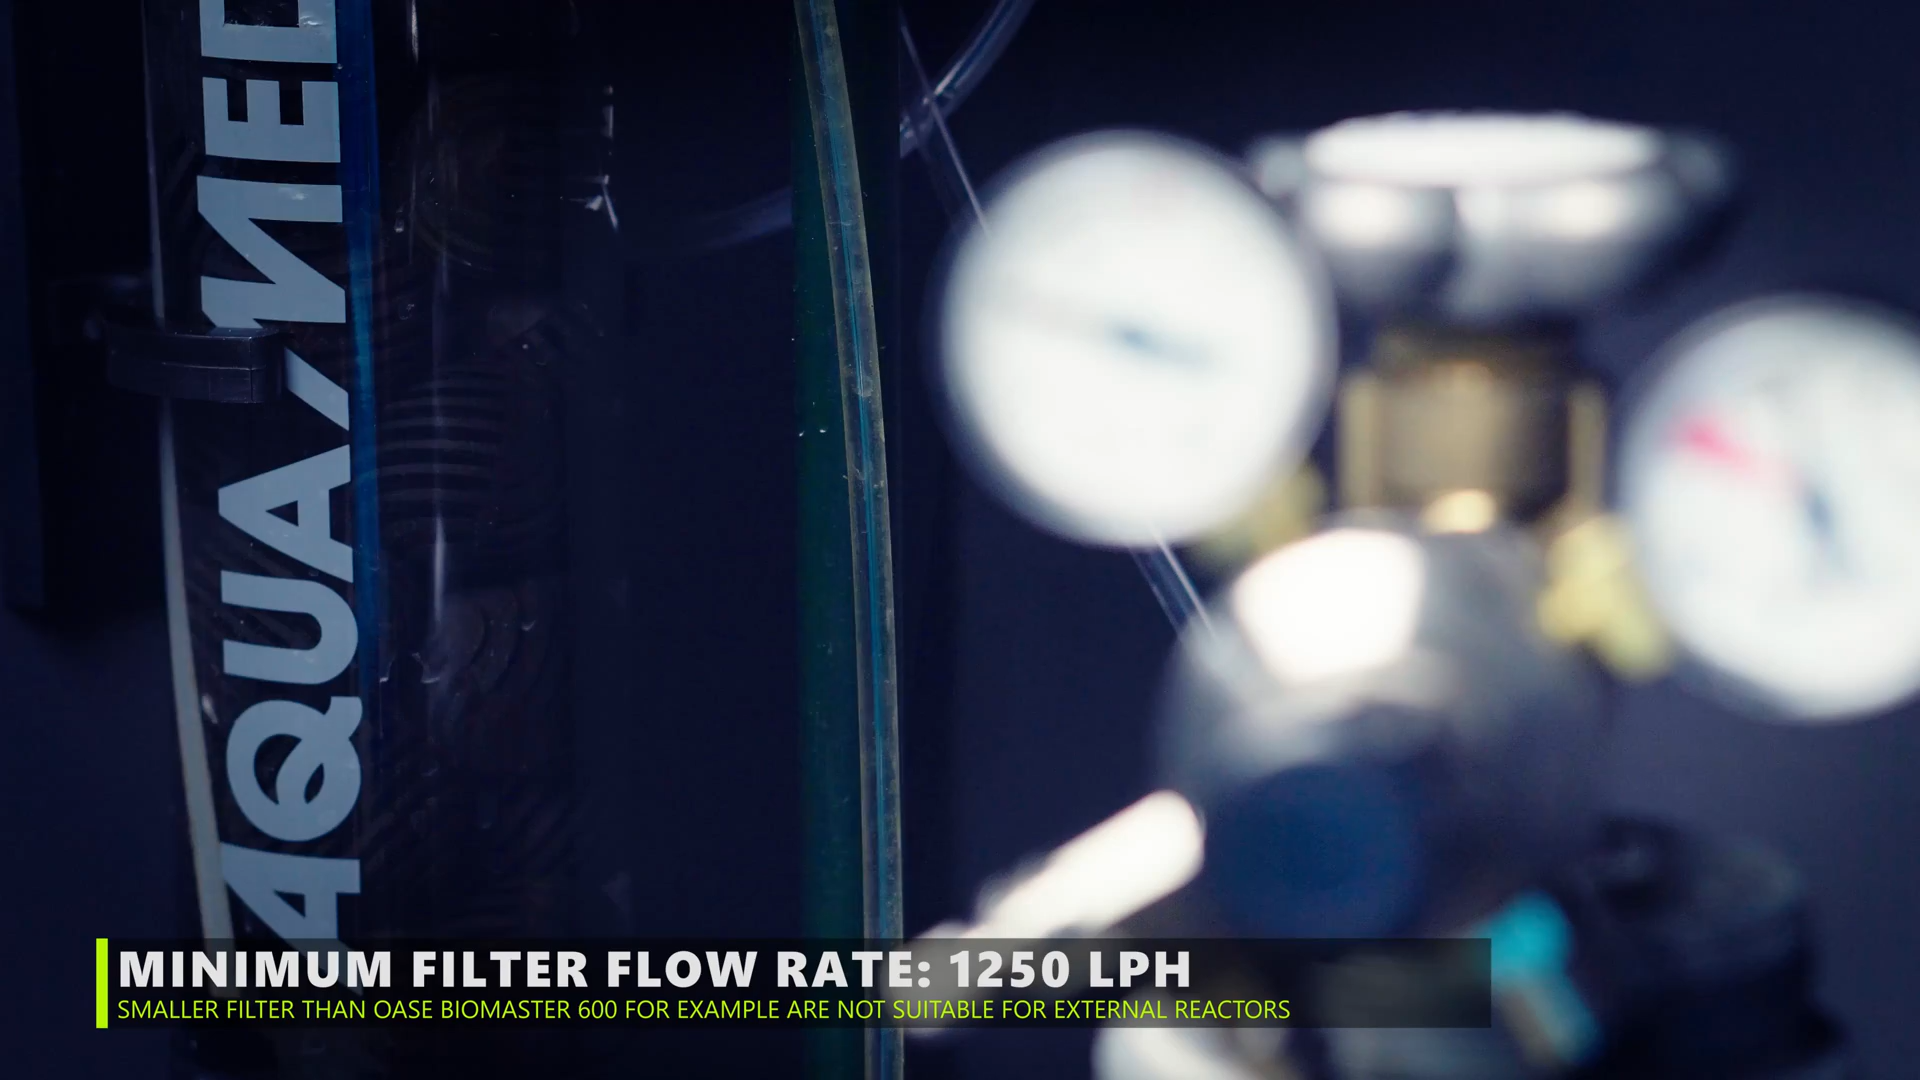 AQUA MED
MINIMUM FILTER FLOW RATE: 1250 LPH
SMALLER FILTER THAN OASE BIOMASTER 600 FOR EXAMPLE ARE NOT SUITABLE FOR EXTERNAL REACTORS